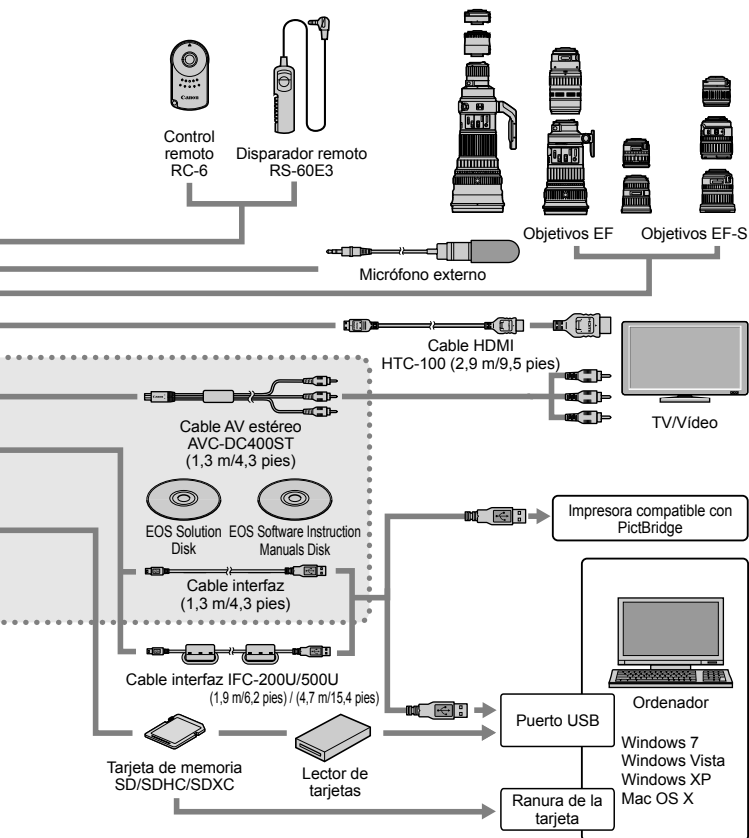 Canon
Control
remoto
RC-6
Disparador remoto
RS-60E3
Objetivos EF
Objetivos EF-S
Micrófono externo
Cable HDMI
HTC-100 (2,9 m/9,5 pies)
TV/Vídeo
Cable AV estéreo
AVC-DC400ST
(1,3 m/4,3 pies)
EOS Solution
Disk
EOS Software Instruction
Manuals Disk
Impresora compatible con
PictBridge
Cable interfaz
(1,3 m/4,3 pies)
Cable interfaz IFC-200U/500U
(1,9 m/6,2 pies) / (4,7 m/15,4 pies)
Puerto USB
Ordenador
Windows 7
Windows Vista
Windows XP
Mac OS X
Tarjeta de memoria
SD/SDHC/SDXC
Lector de
tarjetas
Ranura de la
tarjeta